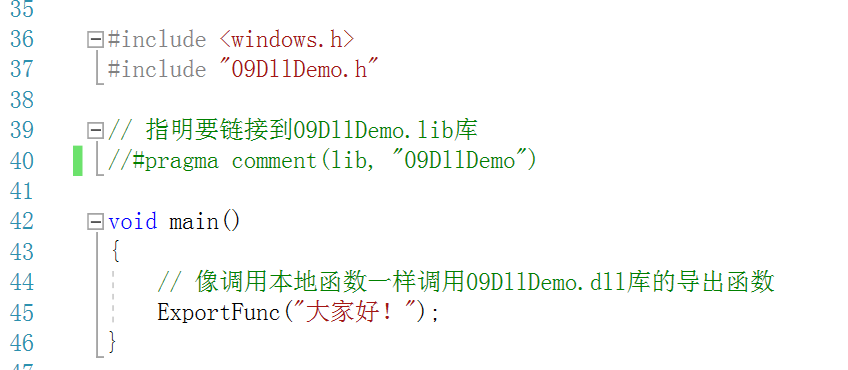 35
36 #include <windows.h>
37 #include "09DllDemo.h"
38
39 // 指明要链接到09DllDemo.lib库
40 //#pragma comment(lib, "09DllDemo")
41
42 void main()
43 {
44 // 像调用本地函数一样调用09DllDemo.dll库的导出函数
45 ExportFunc("大家好！");
46 }
47